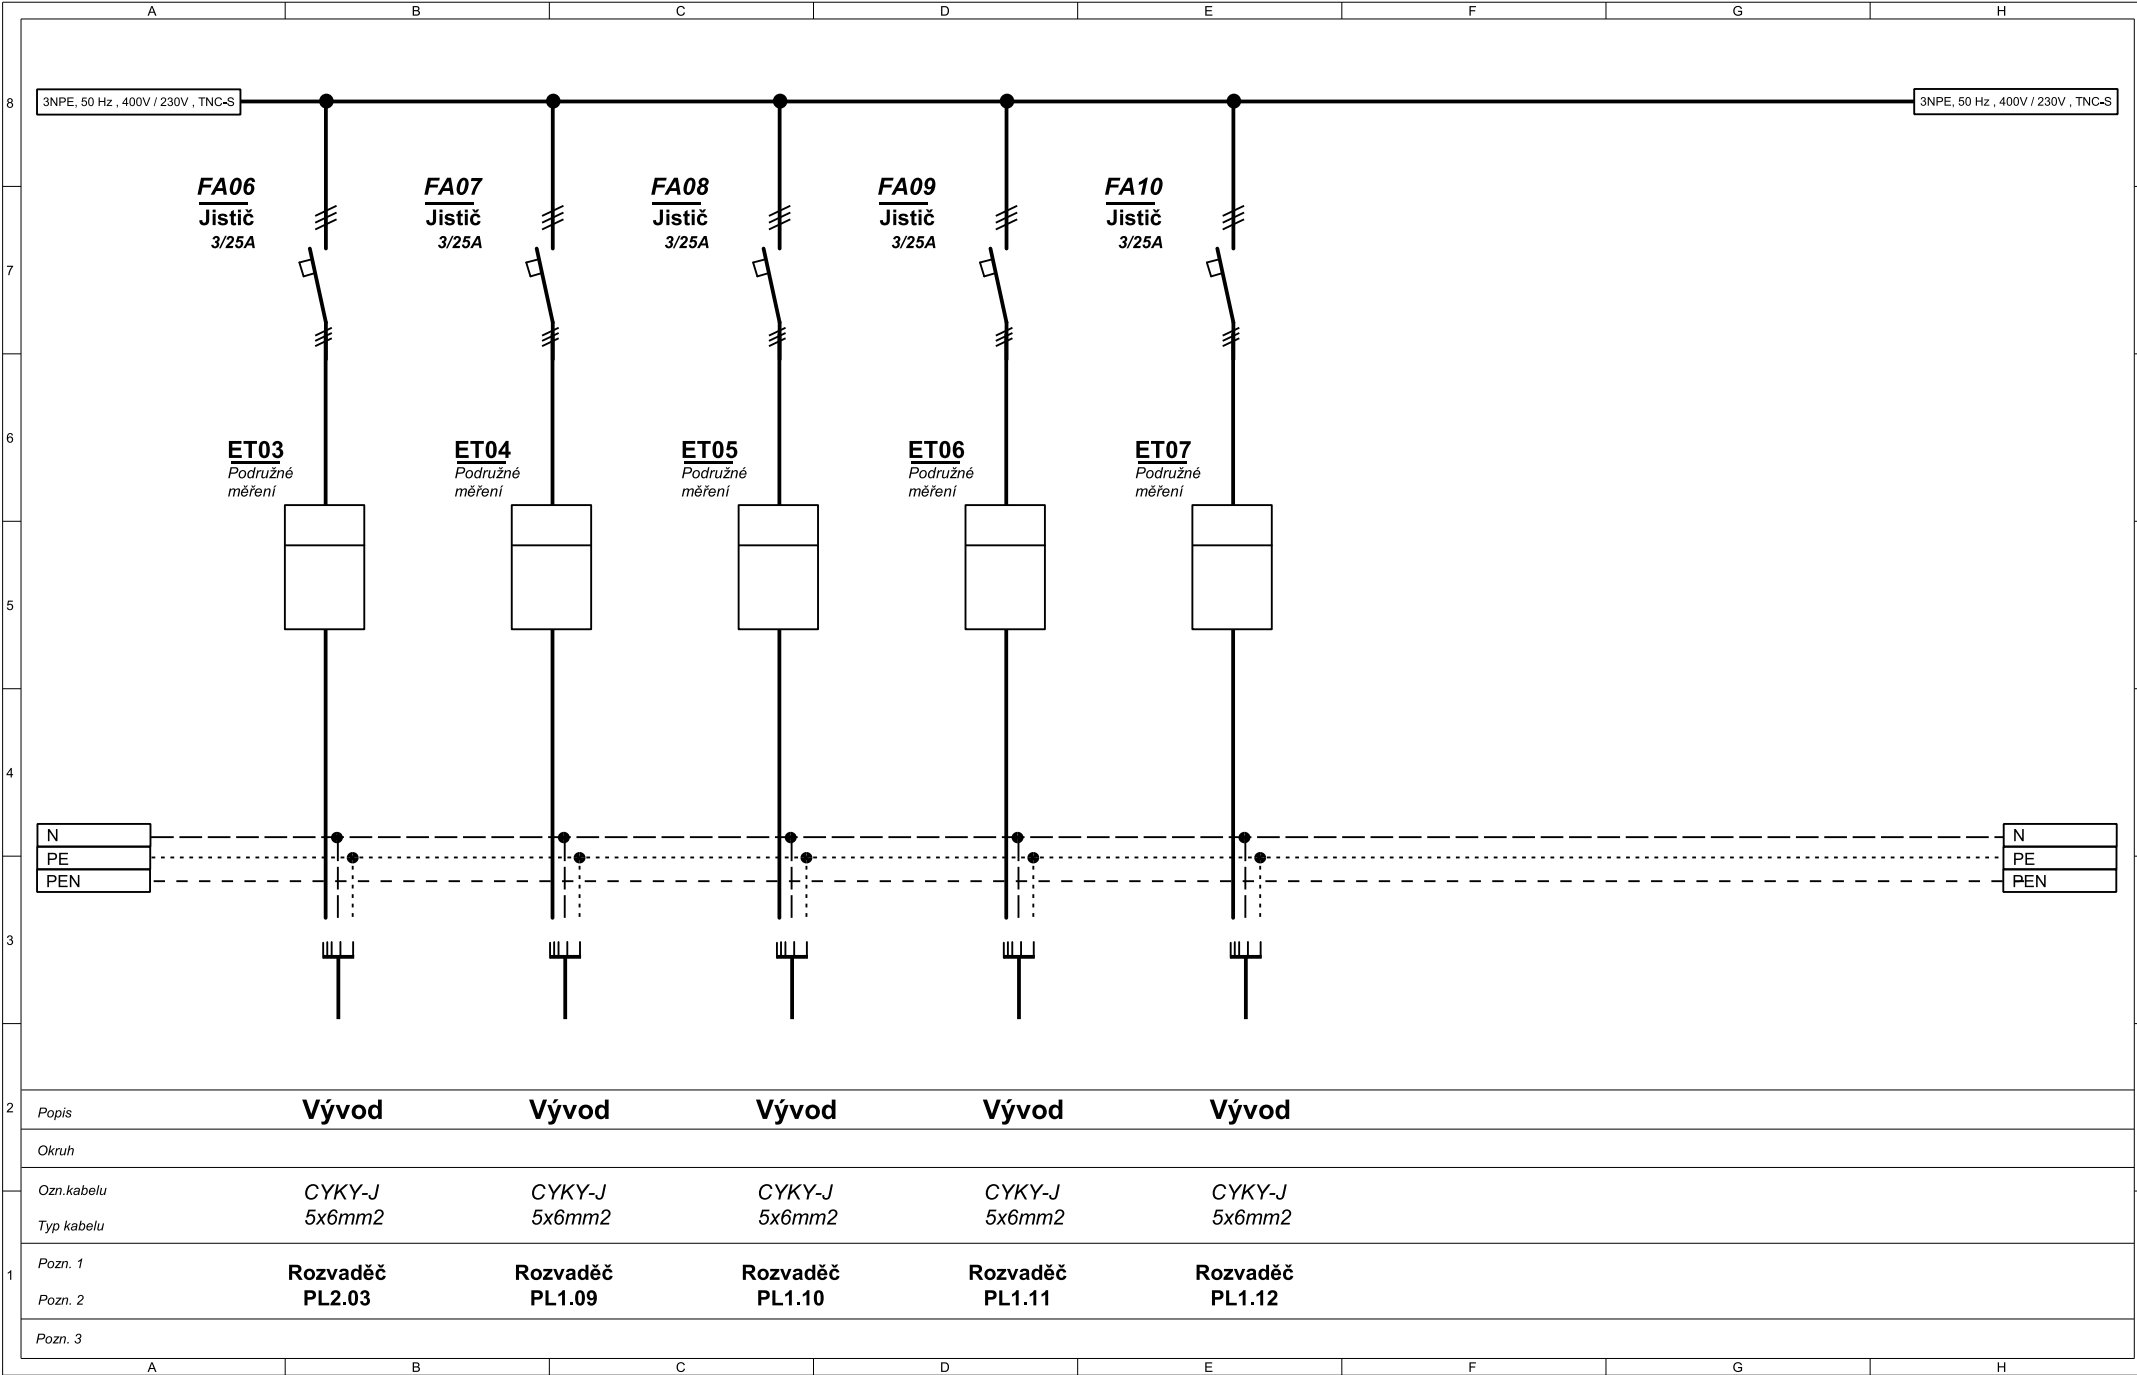 A B C D E F G H
8
3NPE, 50 Hz , 400V / 230V , TNC-S
3NPE, 50 Hz , 400V / 230V , TNC-S
FA06 FA07 FA08 FA09 FA10
Jistič Jistič Jistič Jistič Jistič
3/25A 3/25A 3/25A 3/25A 3/25A
7
6
ET03 ET04 ET05 ET06 ET07
Podružné Podružné Podružné Podružné Podružné
měření měření měření měření měření
5
4
N N
PE PE
PEN PEN
3
2
Popis Vývod Vývod Vývod Vývod Vývod
Okruh
Ozn.kabelu CYKY-J CYKY-J CYKY-J CYKY-J CYKY-J
Typ kabelu 5x6mm2 5x6mm2 5x6mm2 5x6mm2 5x6mm2
Pozn. 1 Rozvaděč Rozvaděč Rozvaděč Rozvaděč Rozvaděč
1
Pozn. 2 PL2.03 PL1.09 PL1.10 PL1.11 PL1.12
Pozn. 3
A B C D E F G H